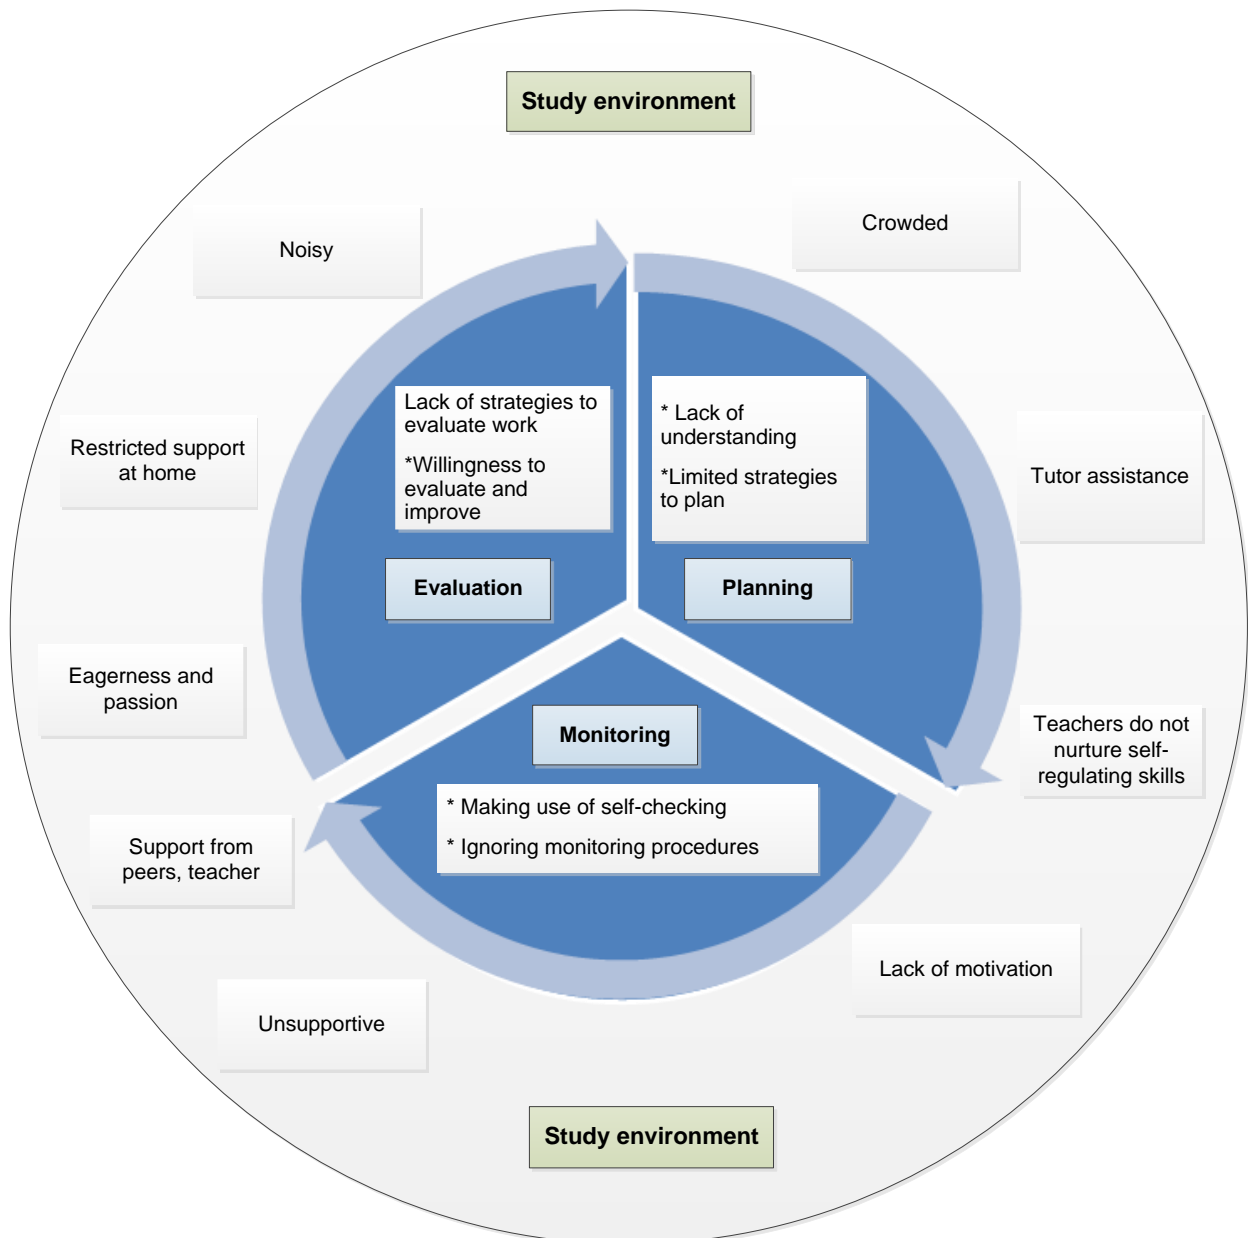 Study environment
Noisy
Crowded
Lack of strategies to
evaluate work
*Willingness to
evaluate and
improve
Evaluation
* Lack of
understanding
*Limited strategies
to plan
Planning
Restricted support
at home
Tutor assistance
Eagerness and
passion
Monitoring
* Making use of self-checking
* Ignoring monitoring procedures
Teachers do not
nurture self-
regulating skills
Support from
peers, teacher
Lack of motivation
Unsupportive
Study environment